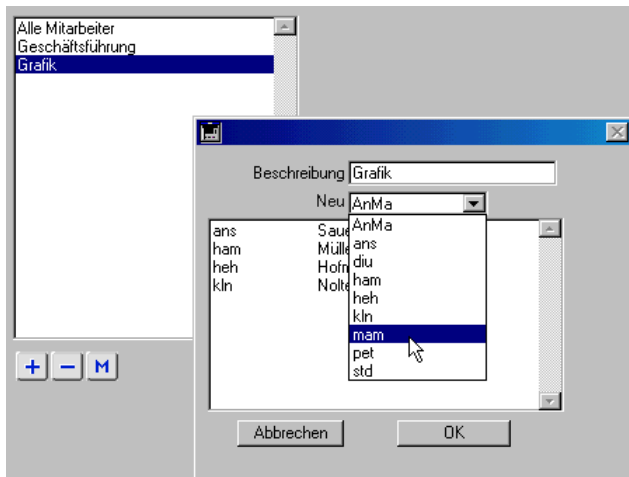 Alle Mitarbeiter
Geschäftsführung
Grafik
Beschreibung Grafik
Neu AnMa
ans
ham
heh
kln
AnMa
ans
diu
ham
heh
kln
mam
pet
std
+ − M
Abbrechen OK